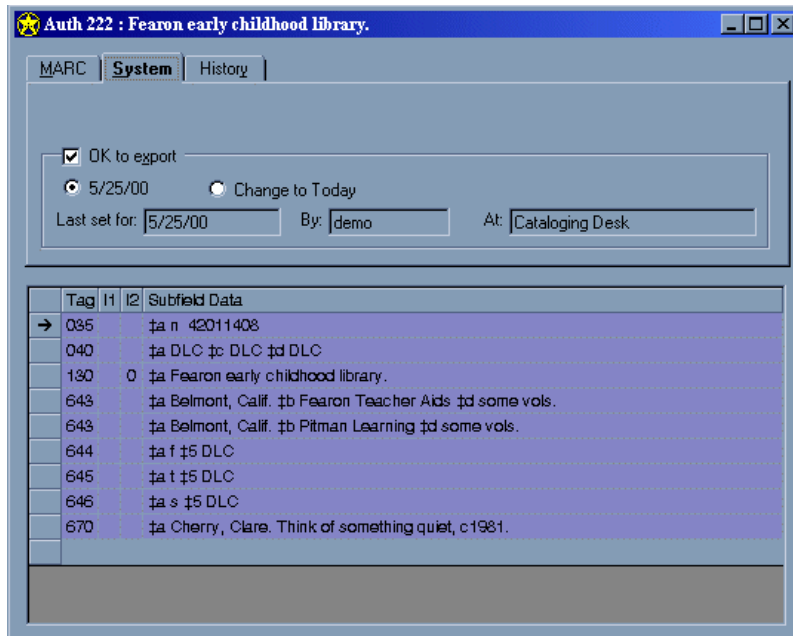 Auth 222 : Fearon early childhood library.
MARC System History
OK to export
5/25/00 Change to Today
Last set for: 5/25/00 By: demo At: Cataloging Desk
Tag I1 I2 Subfield Data
035 ‡a n 42011408
040 ‡a DLC ‡c DLC ‡d DLC
130 0 ‡a Fearon early childhood library.
643 ‡a Belmont, Calif. ‡b Fearon Teacher Aids ‡d some vols.
643 ‡a Belmont, Calif. ‡b Pitman Learning ‡d some vols.
644 ‡a f ‡5 DLC
645 ‡a t ‡5 DLC
646 ‡a s ‡5 DLC
670 ‡a Cherry, Clare. Think of something quiet, c1981.